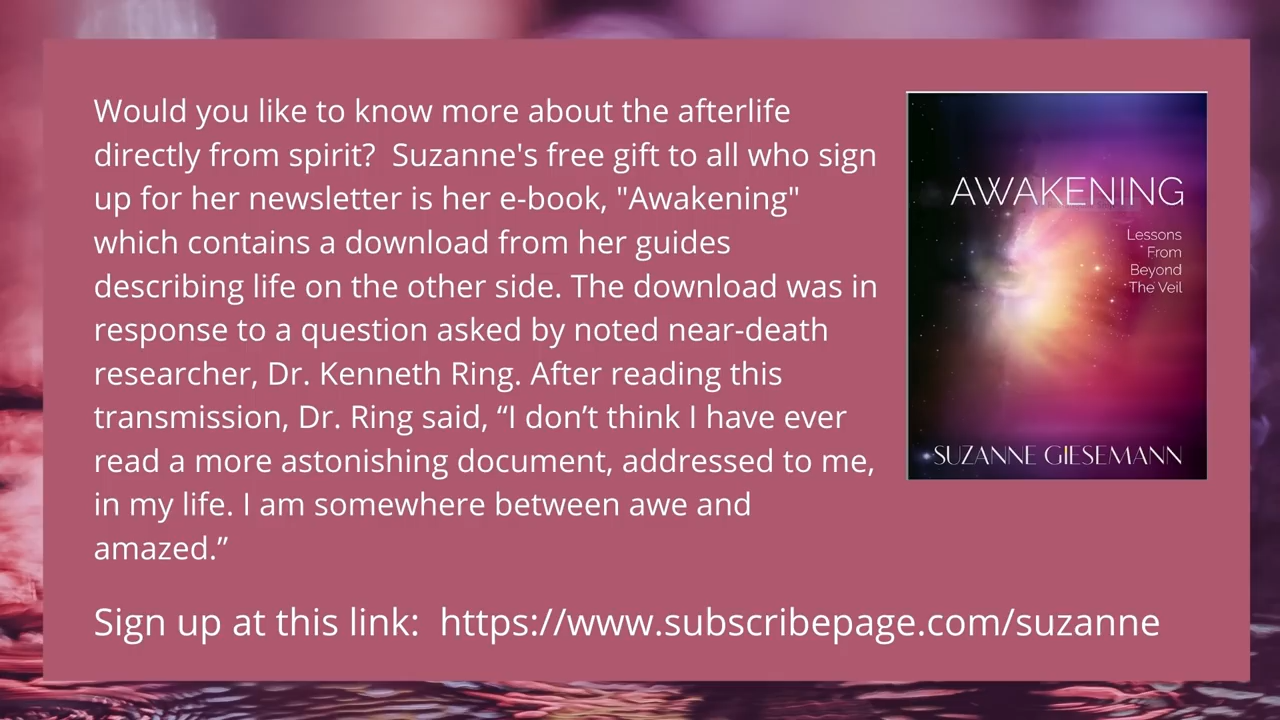 Would you like to know more about the afterlife
directly from spirit?  Suzanne's free gift to all who sign
up for her newsletter is her e-book, "Awakening"
which contains a download from her guides
describing life on the other side. The download was in
response to a question asked by noted near-death
researcher, Dr. Kenneth Ring. After reading this
transmission, Dr. Ring said, “I don’t think I have ever
read a more astonishing document, addressed to me,
in my life. I am somewhere between awe and
amazed.”
Sign up at this link:  https://www.subscribepage.com/suzanne
AWAKENING
Lessons
From
Beyond
The Veil
SUZANNE GIESEMANN